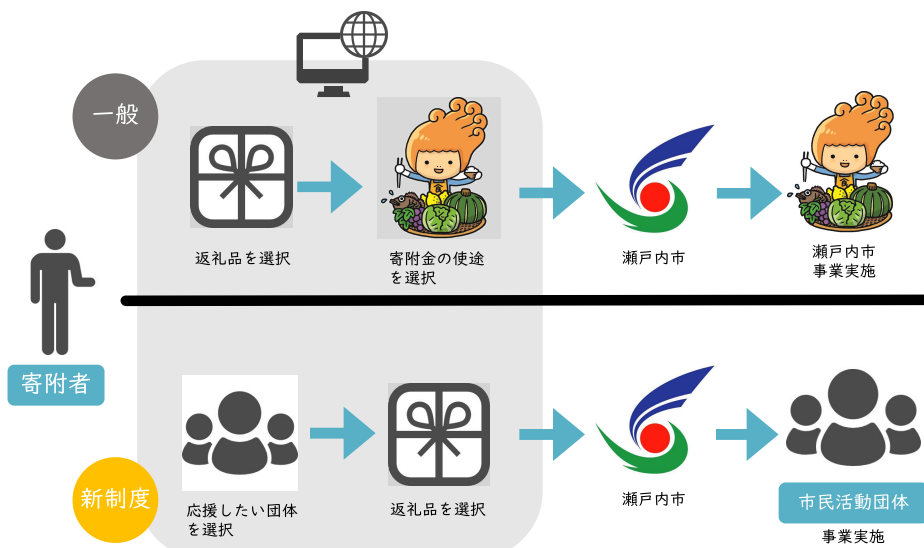 一般
返礼品を選択
寄附金の使途
を選択
瀬戸内市
瀬戸内市
事業実施
寄附者
新制度
応援したい団体
を選択
返礼品を選択
瀬戸内市
市民活動団体
事業実施